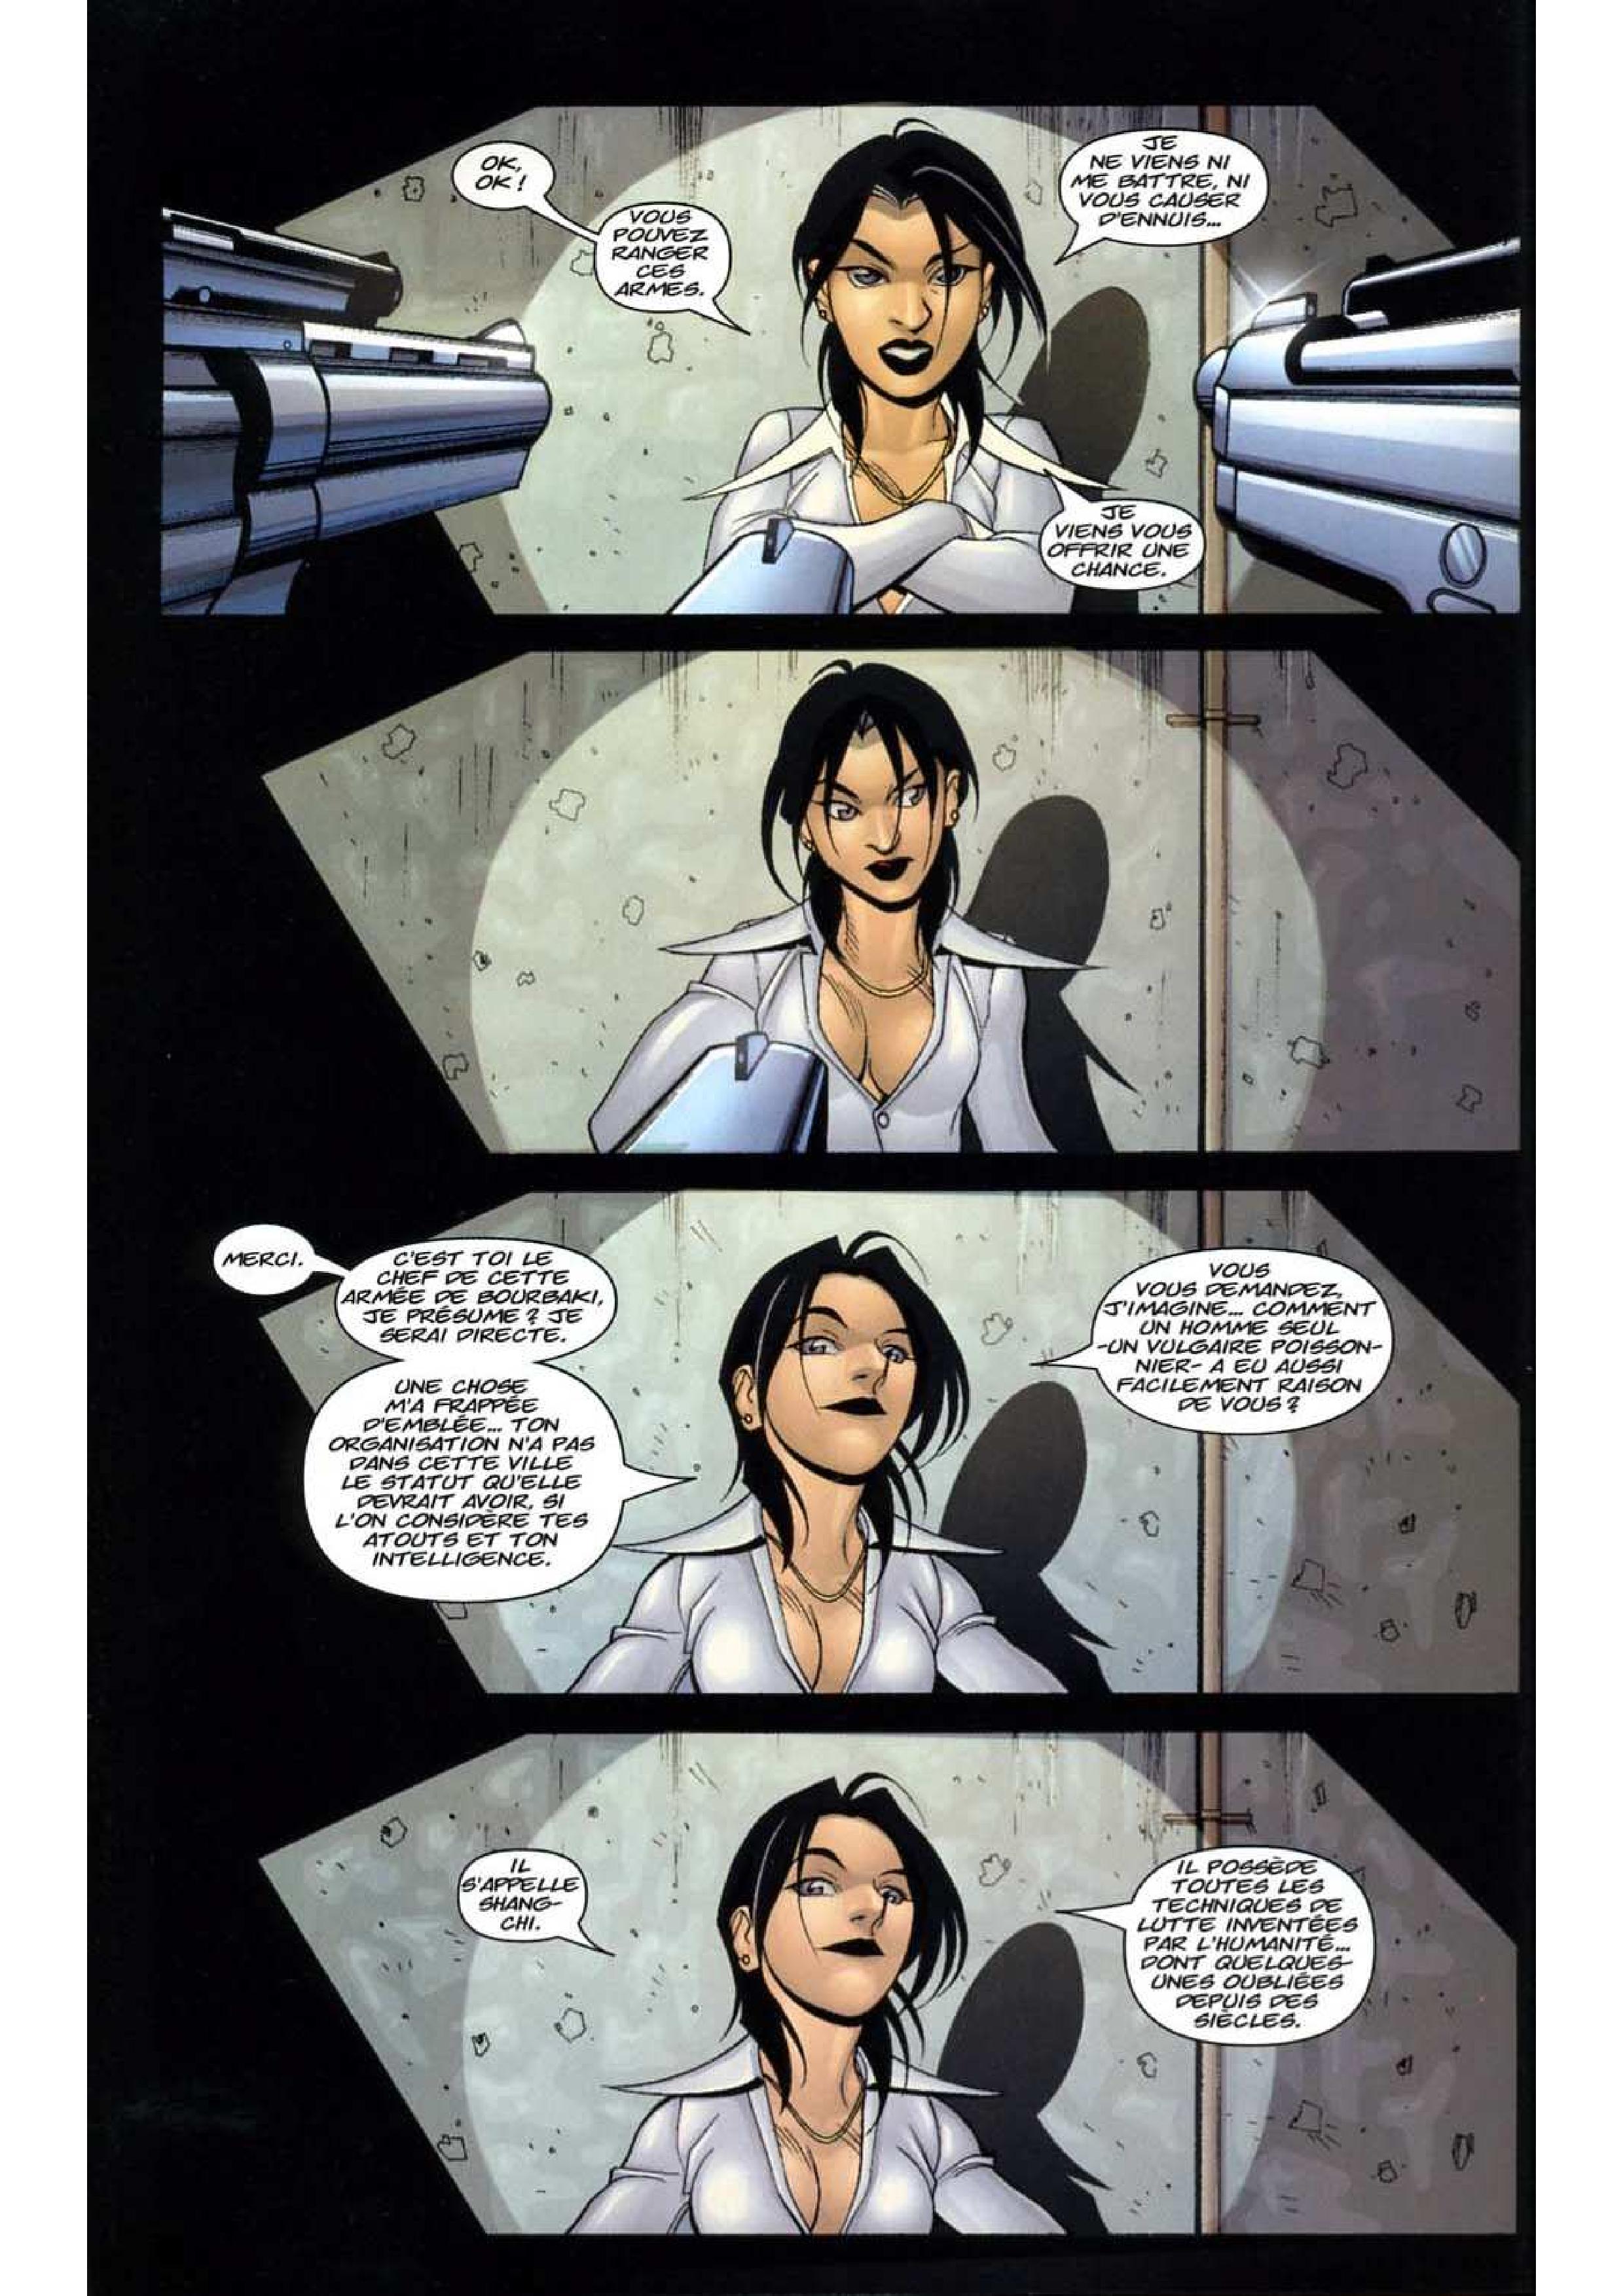 OK,
OK !
VOUS
POUVEZ
RANGER
CES
ARMES.
JE
NE VIENS NI
ME BATTRE, NI
VOUS CAUSER
D'ENNUIS...
JE
VIENS VOUS
OFFRIR UNE
CHANCE.
MERCI.
C'EST TOI LE
CHEF DE CETTE
ARMÉE DE BOURBAKI,
JE PRÉSUME ? JE
SERAI DIRECTE.
UNE CHOSE
M'A FRAPPÉE
D'EMBLÉE... TON
ORGANISATION N'A PAS
DANS CETTE VILLE
LE STATUT QU'ELLE
DEVRAIT AVOIR, SI
L'ON CONSIDÈRE TES
ATOUTS ET TON
INTELLIGENCE.
VOUS
VOUS DEMANDEZ,
J'IMAGINE... COMMENT
UN HOMME SEUL
-UN VULGAIRE POISSON-
NIER- A EU AUSSI
FACILEMENT RAISON
DE VOUS ?
IL
S'APPELLE
SHANG-
CHI.
IL POSSÈDE
TOUTES LES
TECHNIQUES DE
LUTTE INVENTÉES
PAR L'HUMANITÉ...
DONT QUELQUES-
UNES OUBLIÉES
DEPUIS DES
SIÈCLES.